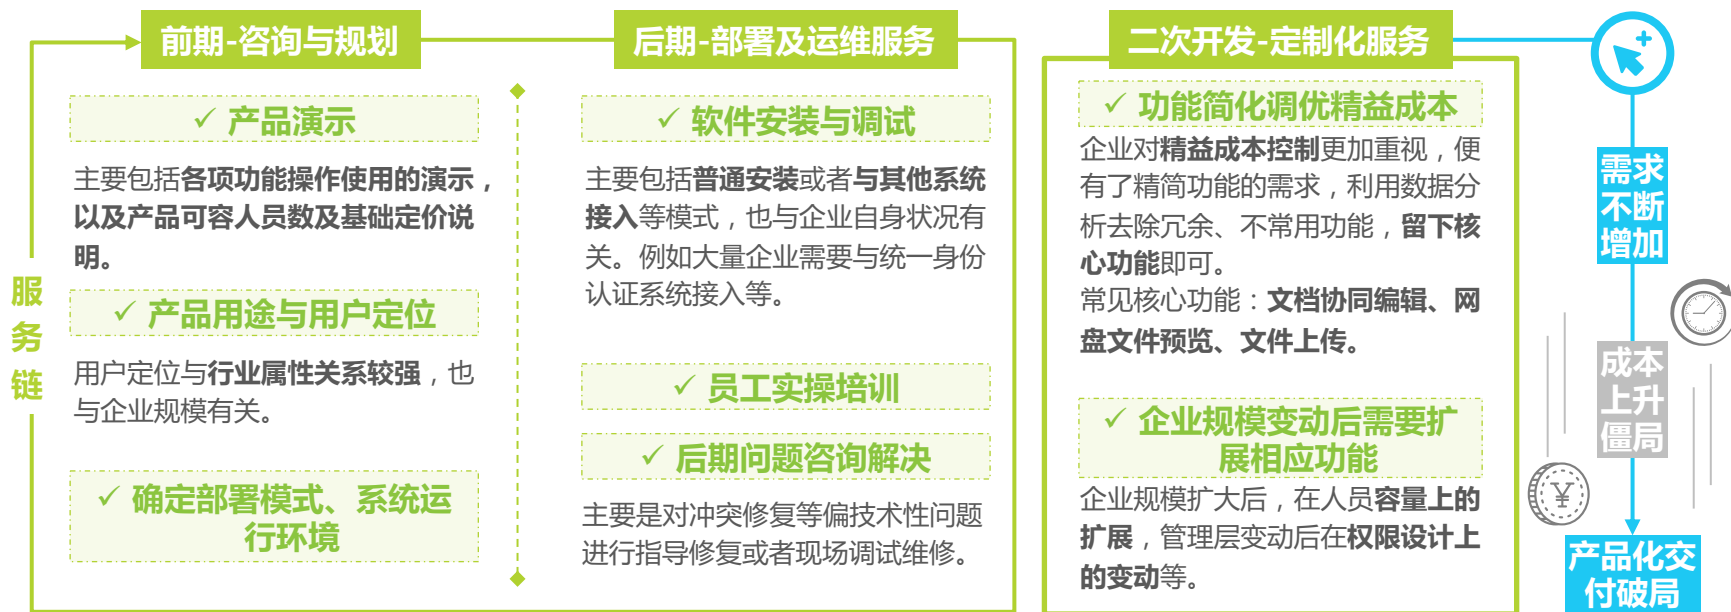 服
务
链
前期-咨询与规划
✓ 产品演示
主要包括各项功能操作使用的演示，
以及产品可容人员数及基础定价说
明。
✓ 产品用途与用户定位
用户定位与行业属性关系较强，也
与企业规模有关。
✓ 确定部署模式、系统运
行环境
后期-部署及运维服务
✓ 软件安装与调试
主要包括普通安装或者与其他系统
接入等模式，也与企业自身状况有
关。例如大量企业需要与统一身份
认证系统接入等。
✓ 员工实操培训
✓ 后期问题咨询解决
主要是对冲突修复等偏技术性问题
进行指导修复或者现场调试维修。
二次开发-定制化服务
✓ 功能简化调优精益成本
企业对精益成本控制更加重视，便
有了精简功能的需求，利用数据分
析去除冗余、不常用功能，留下核
心功能即可。
常见核心功能：文档协同编辑、网
盘文件预览、文件上传。
✓ 企业规模变动后需要扩
展相应功能
企业规模扩大后，在人员容量上的
扩展，管理层变动后在权限设计上
的变动等。
需求
不断
增加
成本
上升
僵局
¥
产品化交
付破局